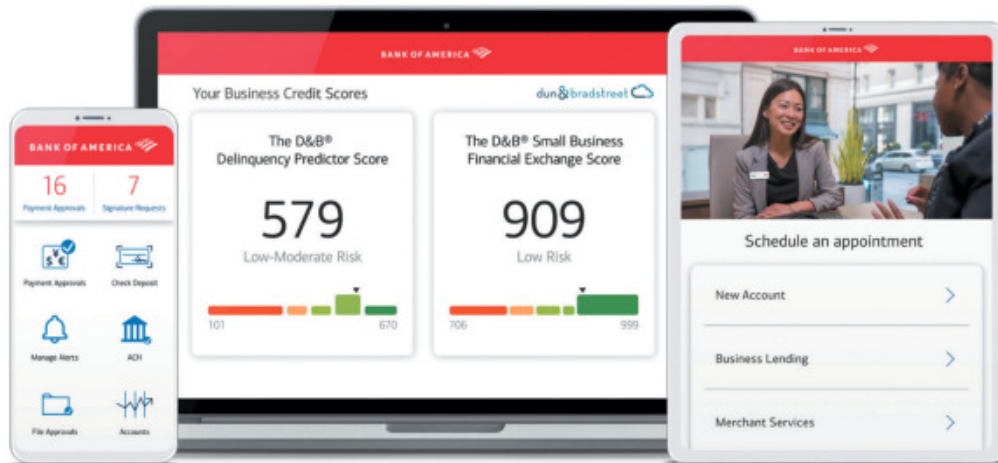 BANK OF AMERICA
16
7
Payment Approvals
Signature Requests
Payment Approvals
Check Deposit
Manage Alerts
ACH
File Approvals
Accounts
BANK OF AMERICA
Your Business Credit Scores
dun&bradstreet
The D&B®
Delinquency Predictor Score
579
Low-Moderate Risk
101
670
The D&B® Small Business
Financial Exchange Score
909
Low Risk
706
999
BANK OF AMERICA
Schedule an appointment
New Account
Business Lending
Merchant Services